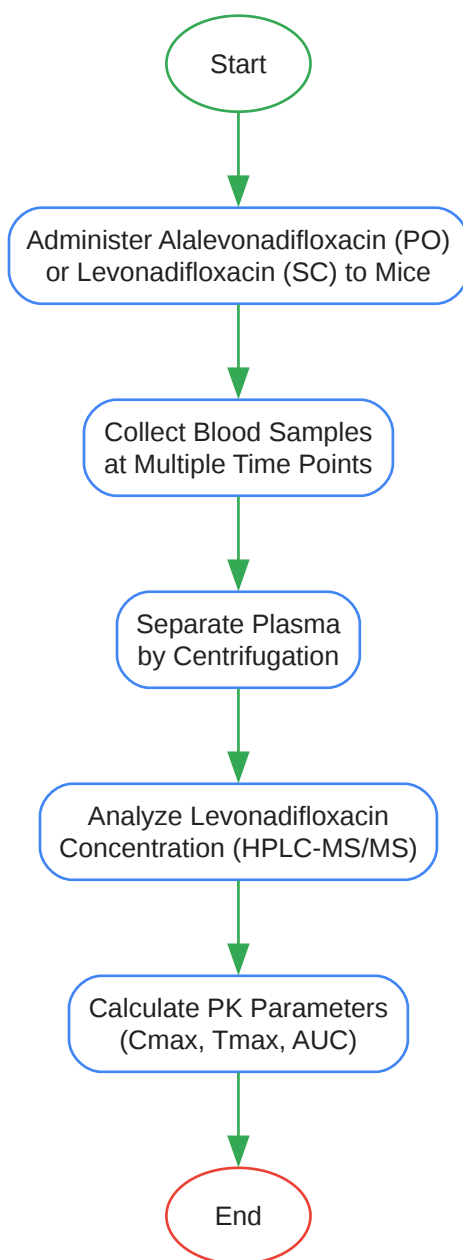 Start
Administer Alalevonadifloxacin (PO)
or Levonadifloxacin (SC) to Mice
Collect Blood Samples
at Multiple Time Points
Separate Plasma
by Centrifugation
Analyze Levonadifloxacin
Concentration (HPLC-MS/MS)
Calculate PK Parameters
(Cmax, Tmax, AUC)
End